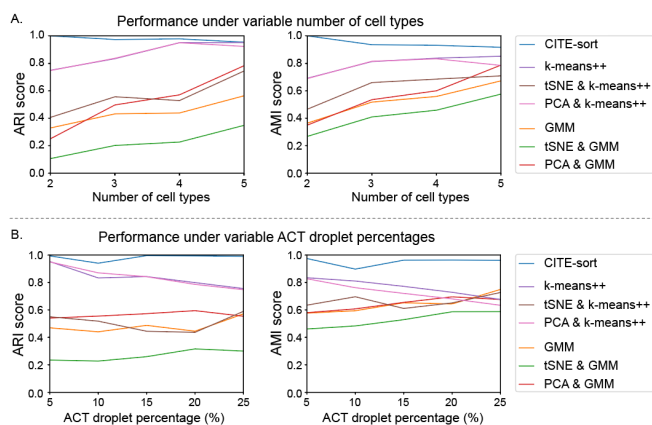 A. Performance under variable number of cell types
ARI score
1.0
0.8
0.6
0.4
0.2
0.0
2 3 4 5
Number of cell types
AMI score
1.0
0.8
0.6
0.4
0.2
0.0
2 3 4 5
Number of cell types
CITE-sort
k-means++
tSNE & k-means++
PCA & k-means++
GMM
tSNE & GMM
PCA & GMM
B. Performance under variable ACT droplet percentages
ARI score
1.0
0.8
0.6
0.4
0.2
0.0
5 10 15 20 25
ACT droplet percentage (%)
AMI score
1.0
0.8
0.6
0.4
0.2
0.0
5 10 15 20 25
ACT droplet percentage (%)
CITE-sort
k-means++
tSNE & k-means++
PCA & k-means++
GMM
tSNE & GMM
PCA & GMM